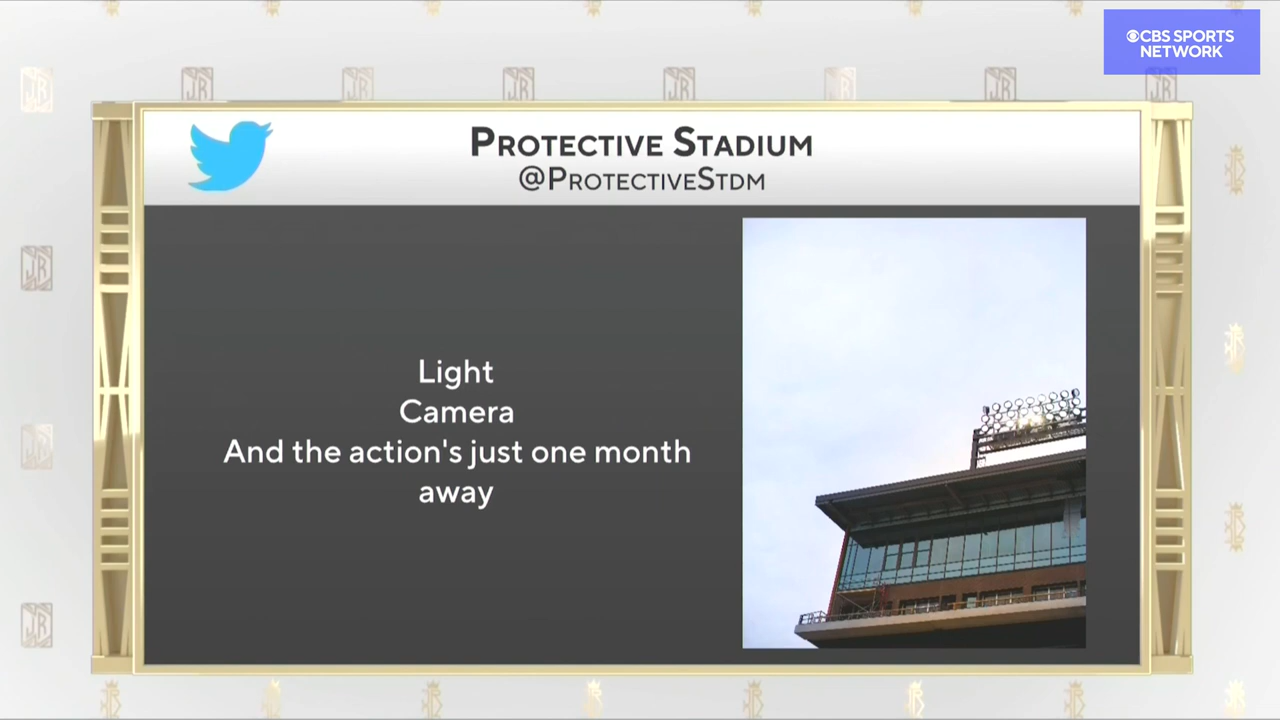 CBS SPORTS
NETWORK
PROTECTIVE STADIUM
@PROTECTIVESTDM
Light
Camera
And the action's just one month
away